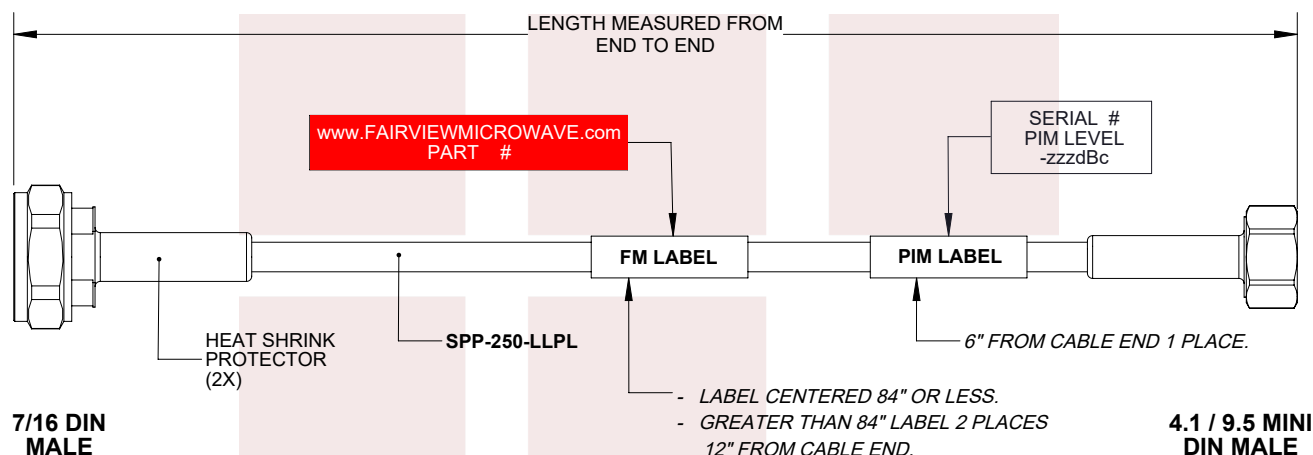 LENGTH MEASURED FROM
END TO END
www.FAIRVIEWMICROWAVE.com
PART #
SERIAL #
PIM LEVEL
-zzzdBc
FM LABEL
PIM LABEL
HEAT SHRINK
PROTECTOR
(2X)
SPP-250-LLPL
6" FROM CABLE END 1 PLACE.
- LABEL CENTERED 84" OR LESS.
- GREATER THAN 84" LABEL 2 PLACES
12" FROM CABLE END.
7/16 DIN
MALE
4.1 / 9.5 MINI
DIN MALE